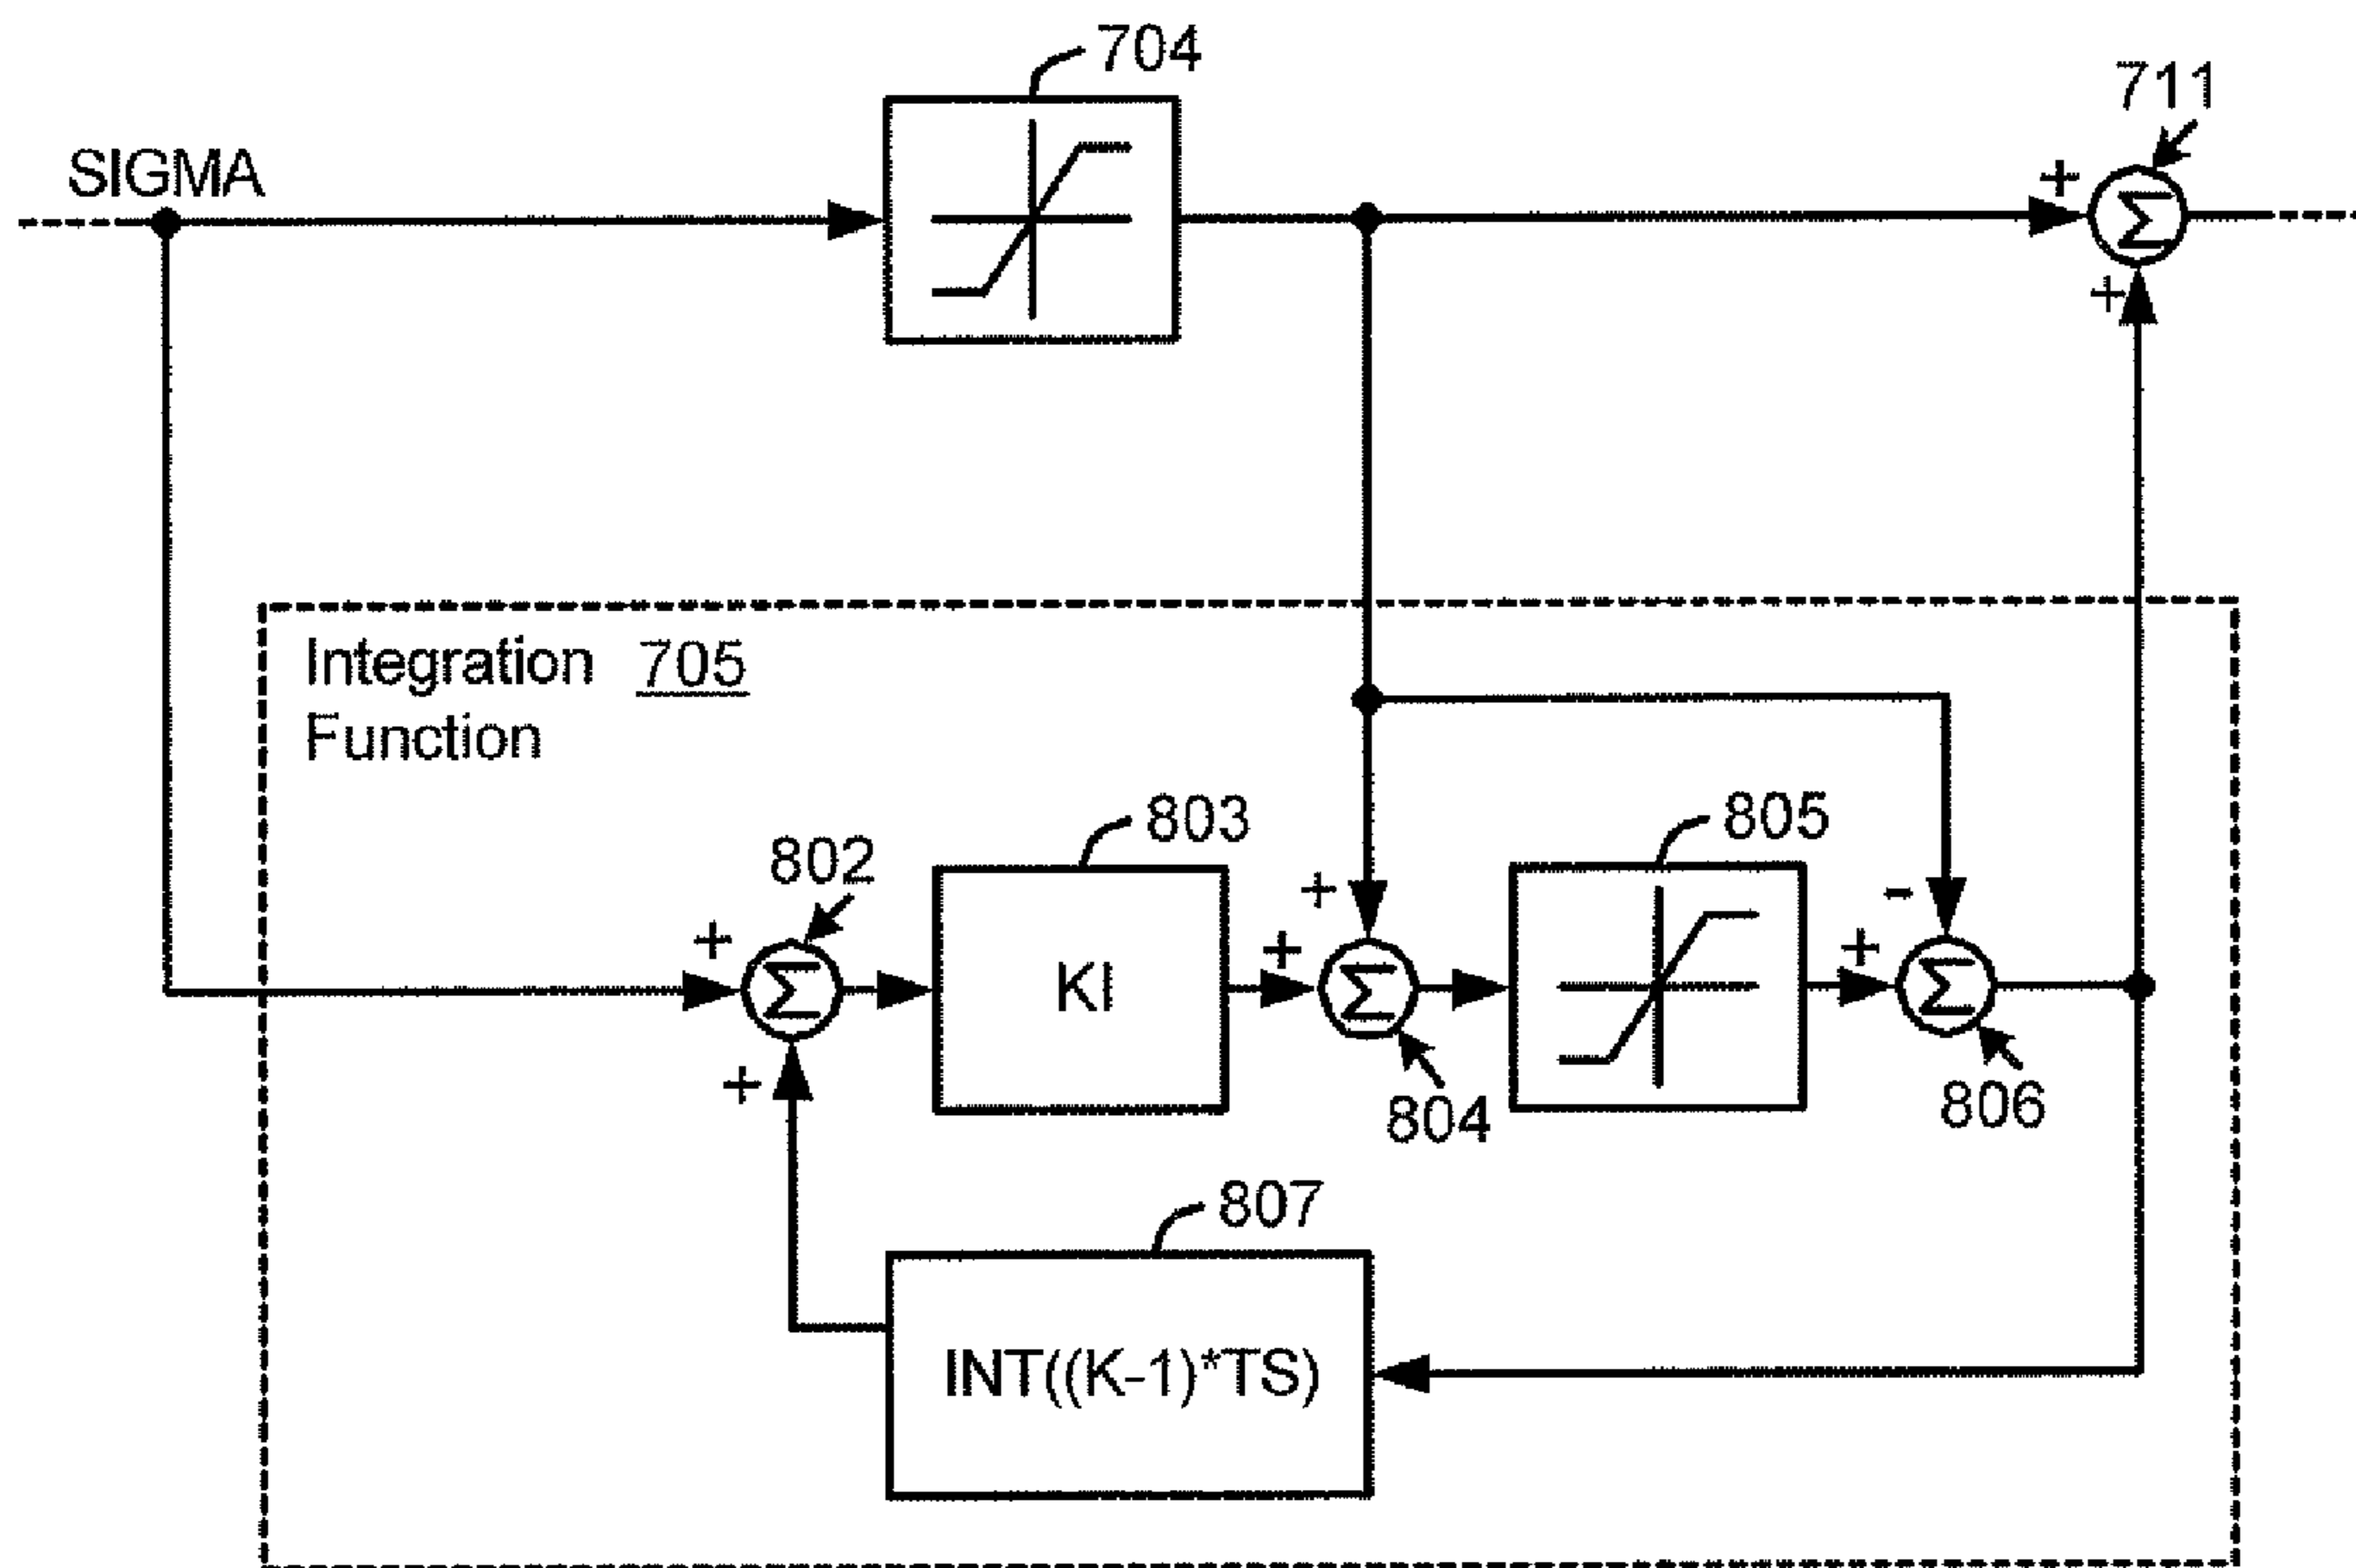 704
711
SIGMA
+
Σ
+
Integration 705
Function
803
805
802
+
+
-
+
+
Σ
KI
Σ
Σ
+
804
806
807
INT((K-1)*TS)